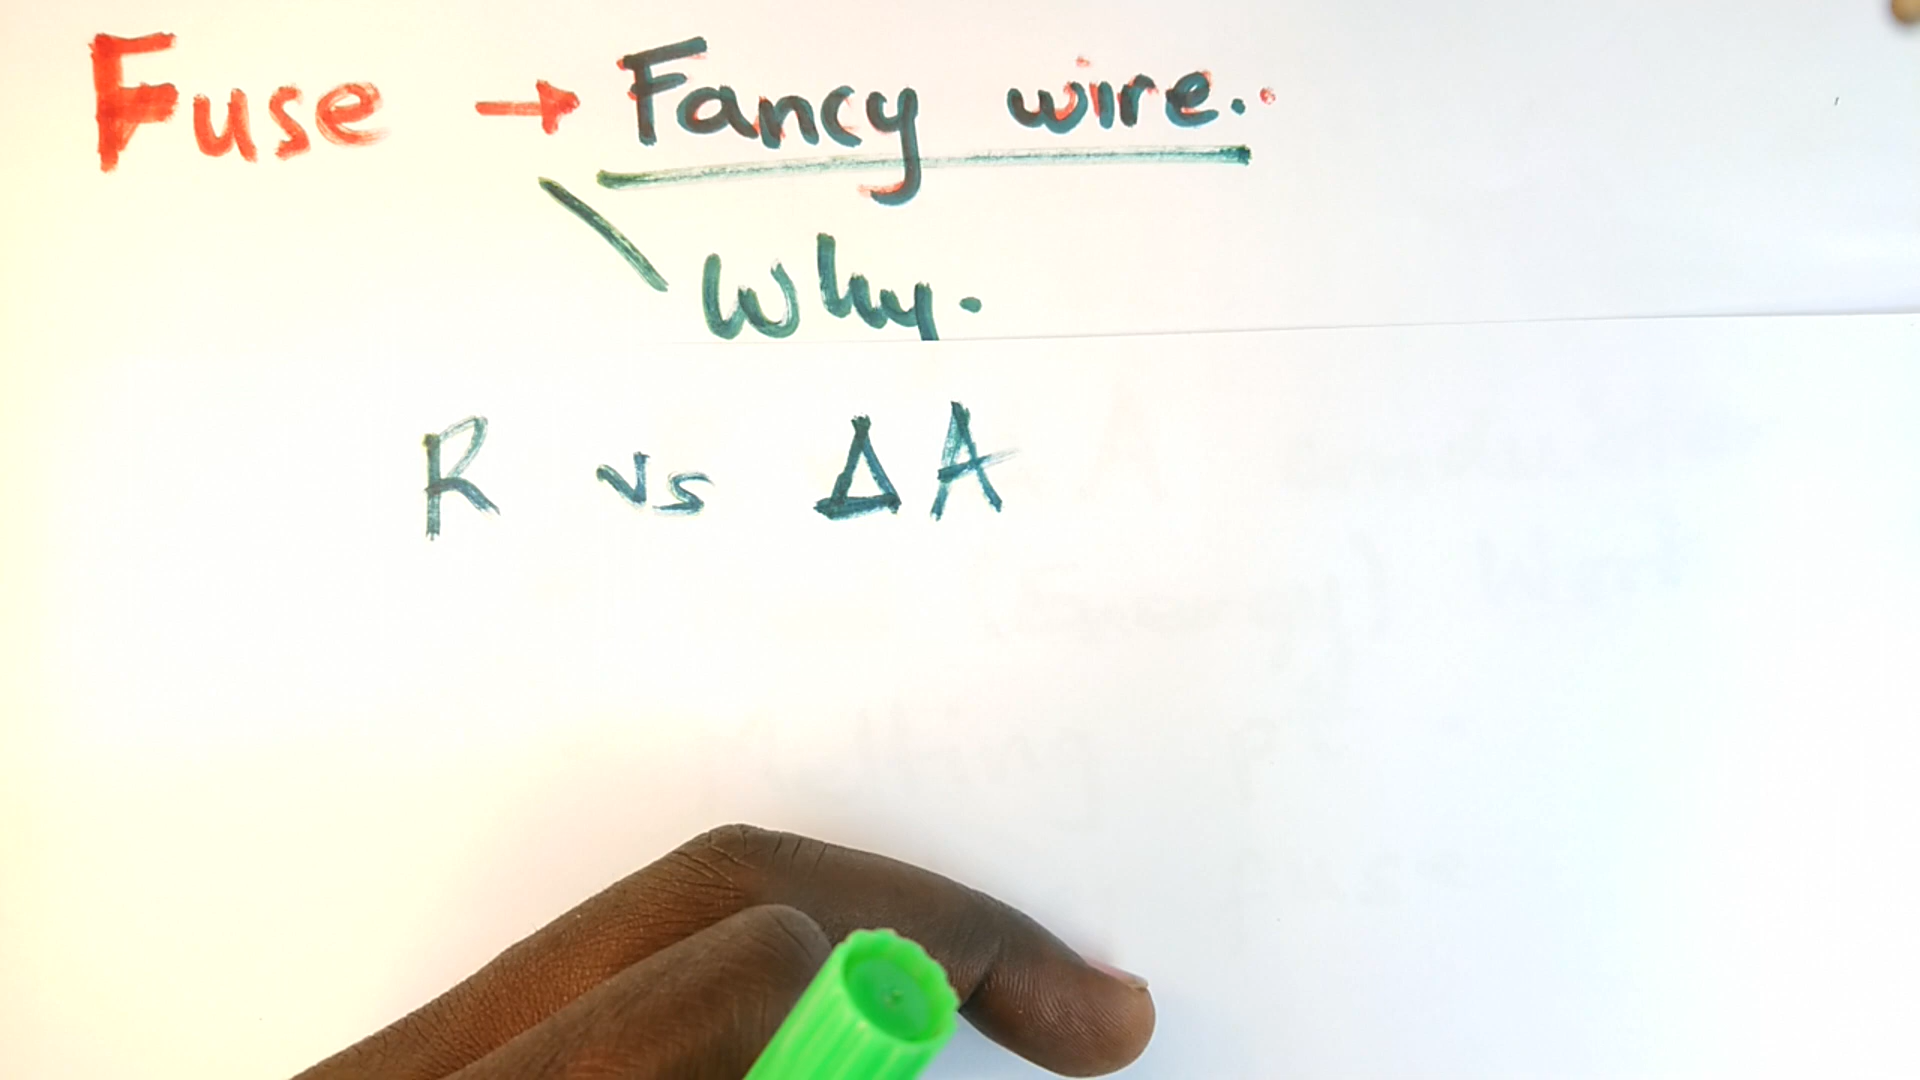 Fuse → Fancy wire.
Why.
R vs ΔA